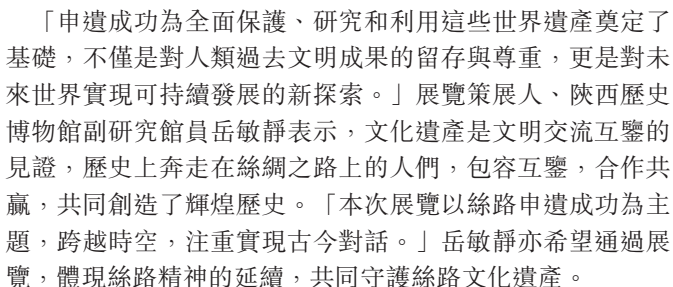 「申遺成功為全面保護、研究和利用這些世界遺產奠定了
基礎，不僅是對人類過去文明成果的留存與尊重，更是對未
來世界實現可持續發展的新探索。」展覽策展人、陝西歷史
博物館副研究館員岳敏靜表示，文化遺產是文明交流互鑒的
見證，歷史上奔走在絲綢之路上的人們，包容互鑒，合作共
贏，共同創造了輝煌歷史。「本次展覽以絲路申遺成功為主
題，跨越時空，注重實現古今對話。」岳敏靜亦希望通過展
覽，體現絲路精神的延續，共同守護絲路文化遺產。